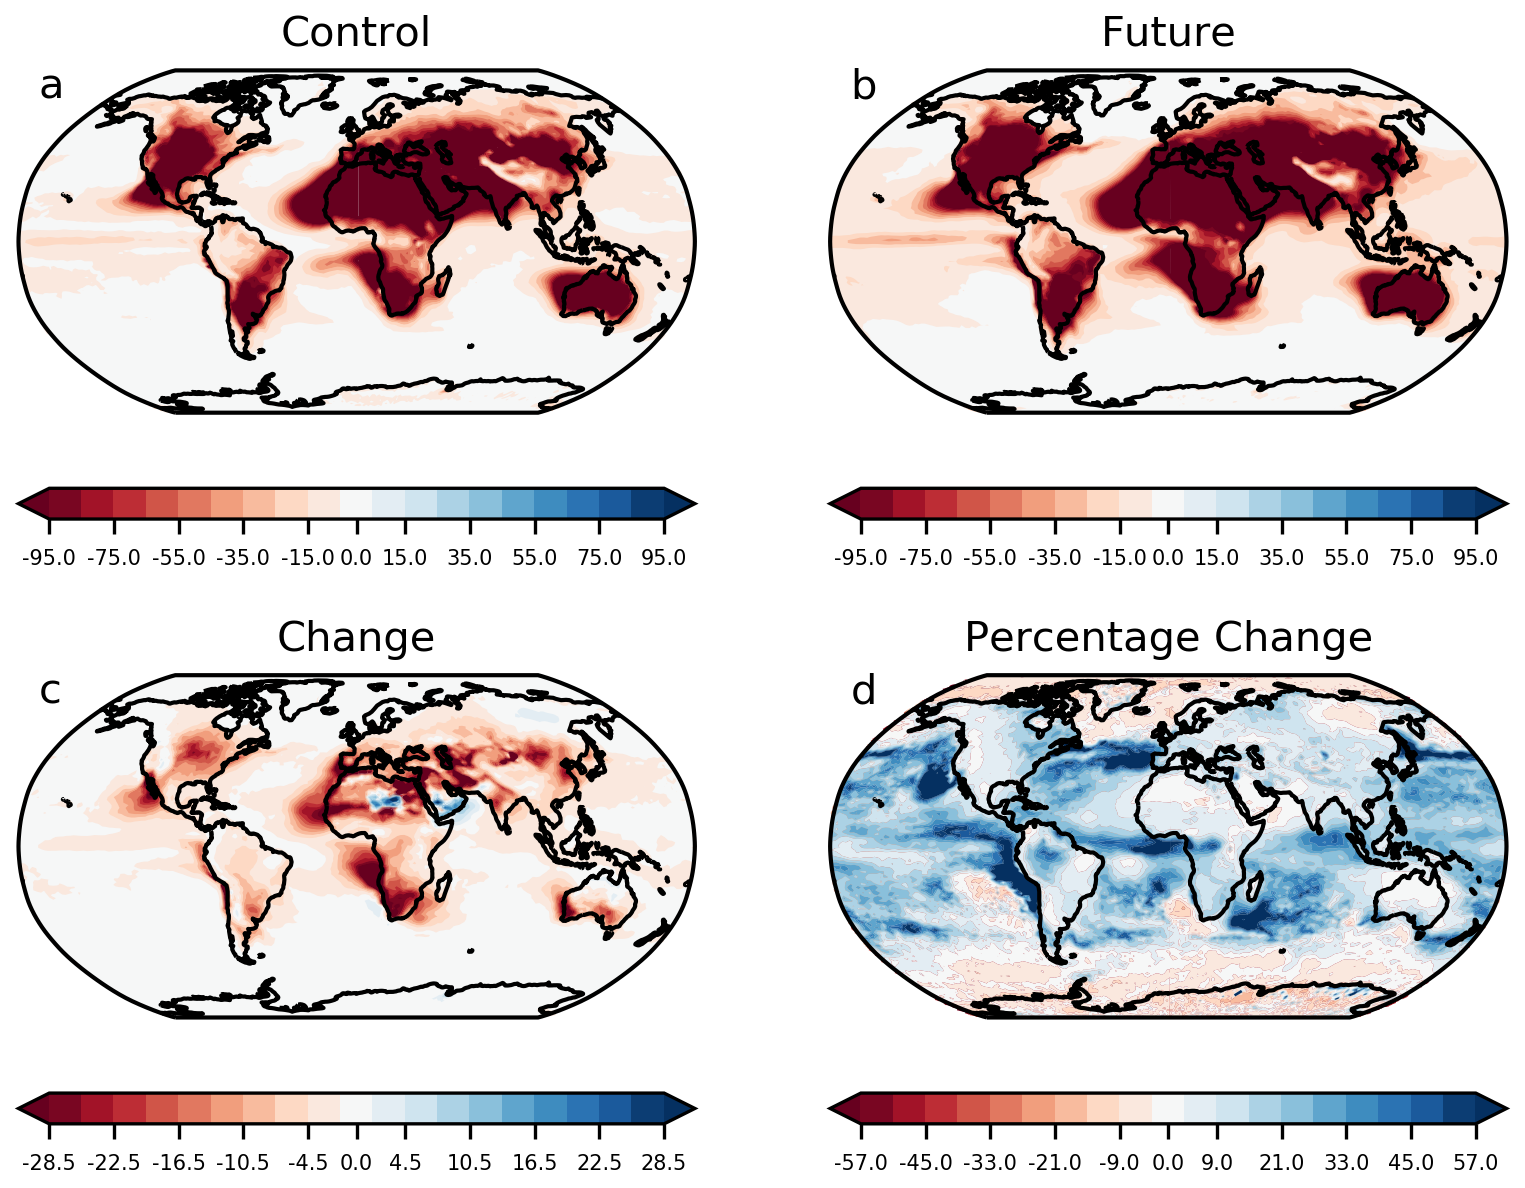 Control
Future
a
b
-95.0 -75.0 -55.0 -35.0 -15.0 0.0 15.0 35.0 55.0 75.0 95.0
-95.0 -75.0 -55.0 -35.0 -15.0 0.0 15.0 35.0 55.0 75.0 95.0
Change
Percentage Change
c
d
-28.5 -22.5 -16.5 -10.5 -4.5 0.0 4.5 10.5 16.5 22.5 28.5
-57.0 -45.0 -33.0 -21.0 -9.0 0.0 9.0 21.0 33.0 45.0 57.0